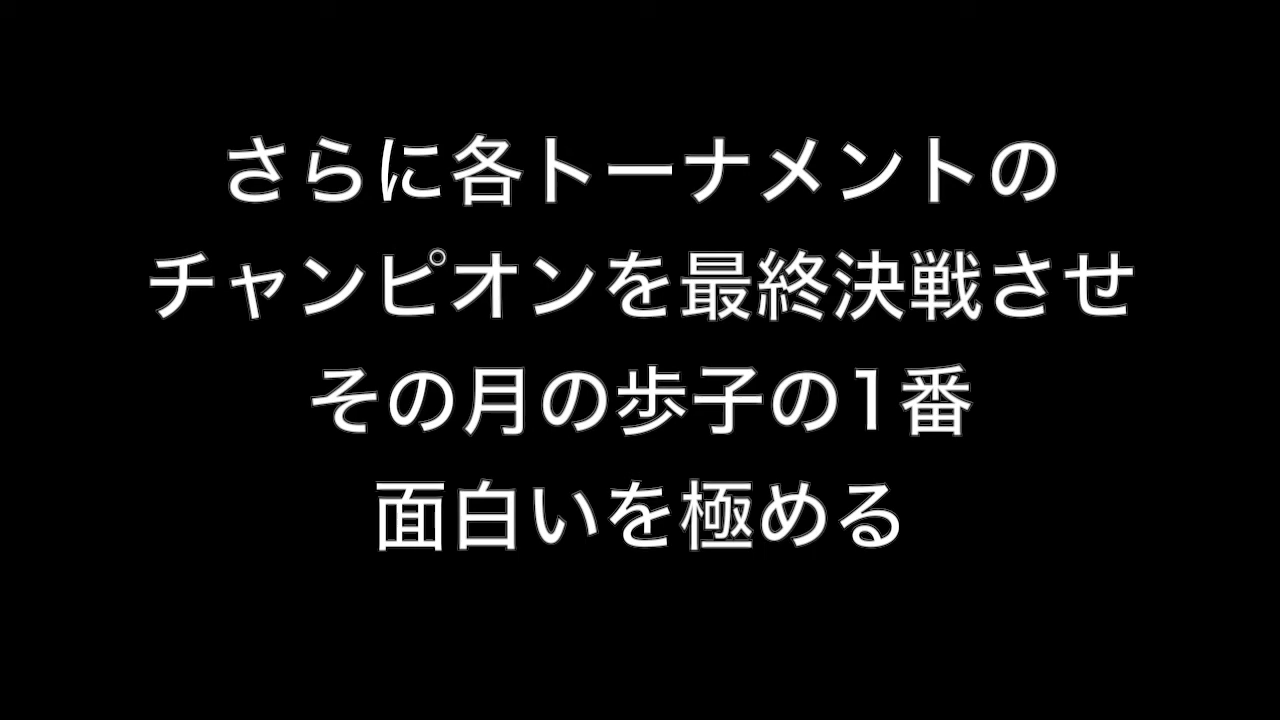 さらに各トーナメントの
チャンピオンを最終決戦させ
その月の歩子の1番
面白いを極める